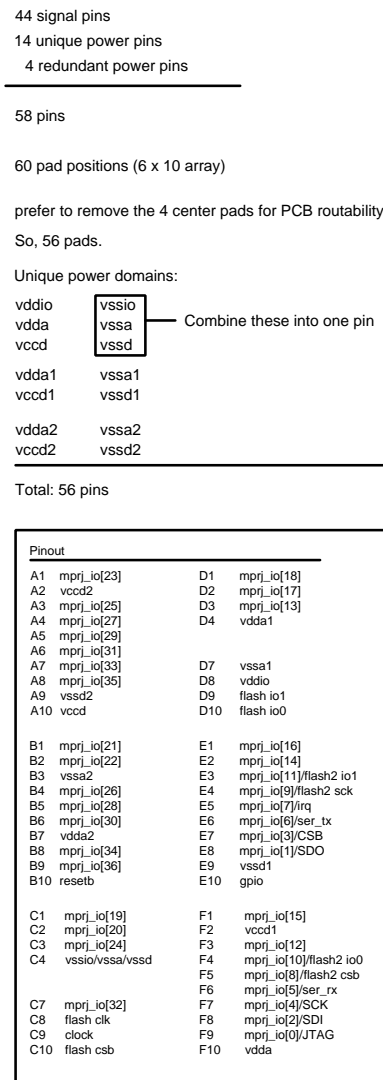 44 signal pins
14 unique power pins
4 redundant power pins
58 pins
60 pad positions (6 x 10 array)
prefer to remove the 4 center pads for PCB routability
So, 56 pads.
Unique power domains:
vddio vssio
vdda vssa Combine these into one pin
vccd vssd
vdda1 vssa1
vccd1 vssd1
vdda2 vssa2
vccd2 vssd2
Total: 56 pins
Pinout
A1 mprj_io[23]
A2 vccd2
A3 mprj_io[25]
A4 mprj_io[27]
A5 mprj_io[29]
A6 mprj_io[31]
A7 mprj_io[33]
A8 mprj_io[35]
A9 vssd2
A10 vccd
B1 mprj_io[21]
B2 mprj_io[22]
B3 vssa2
B4 mprj_io[26]
B5 mprj_io[28]
B6 mprj_io[30]
B7 vdda2
B8 mprj_io[34]
B9 mprj_io[36]
B10 resetb
C1 mprj_io[19]
C2 mprj_io[20]
C3 mprj_io[24]
C4 vssio/vssa/vssd
C7 mprj_io[32]
C8 flash clk
C9 clock
C10 flash csb
D1 mprj_io[18]
D2 mprj_io[17]
D3 mprj_io[13]
D4 vdda1
D7 vssa1
D8 vddio
D9 flash io1
D10 flash io0
E1 mprj_io[16]
E2 mprj_io[14]
E3 mprj_io[11]/flash2 io1
E4 mprj_io[9]/flash2 sck
E5 mprj_io[7]/irq
E6 mprj_io[6]/ser_tx
E7 mprj_io[3]/CSB
E8 mprj_io[1]/SDO
E9 vssd1
E10 gpio
F1 mprj_io[15]
F2 vccd1
F3 mprj_io[12]
F4 mprj_io[10]/flash2 io0
F5 mprj_io[8]/flash2 csb
F6 mprj_io[5]/ser_rx
F7 mprj_io[4]/SCK
F8 mprj_io[2]/SDI
F9 mprj_io[0]/JTAG
F10 vdda